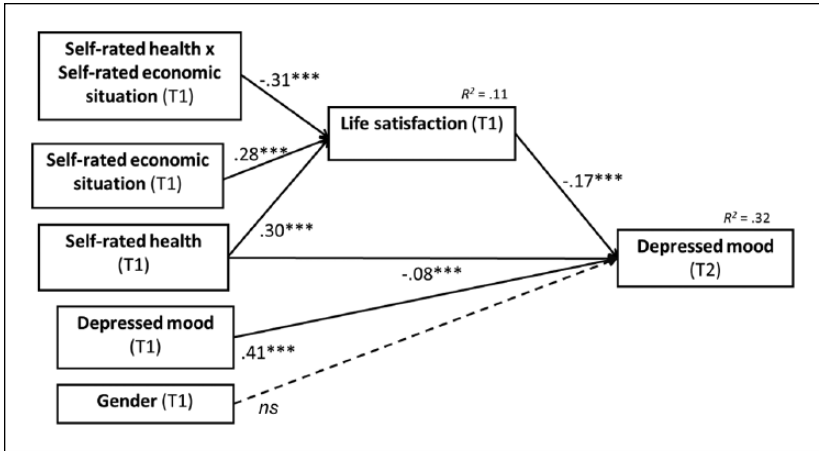 Self-rated health x
Self-rated economic
situation (T1)
-.31***
R² = .11
Life satisfaction (T1)
Self-rated economic
situation (T1)
.28***
-.17***
Self-rated health
(T1)
.30***
R² = .32
Depressed mood
(T2)
-.08***
Depressed mood
(T1)
.41***
Gender (T1)
ns